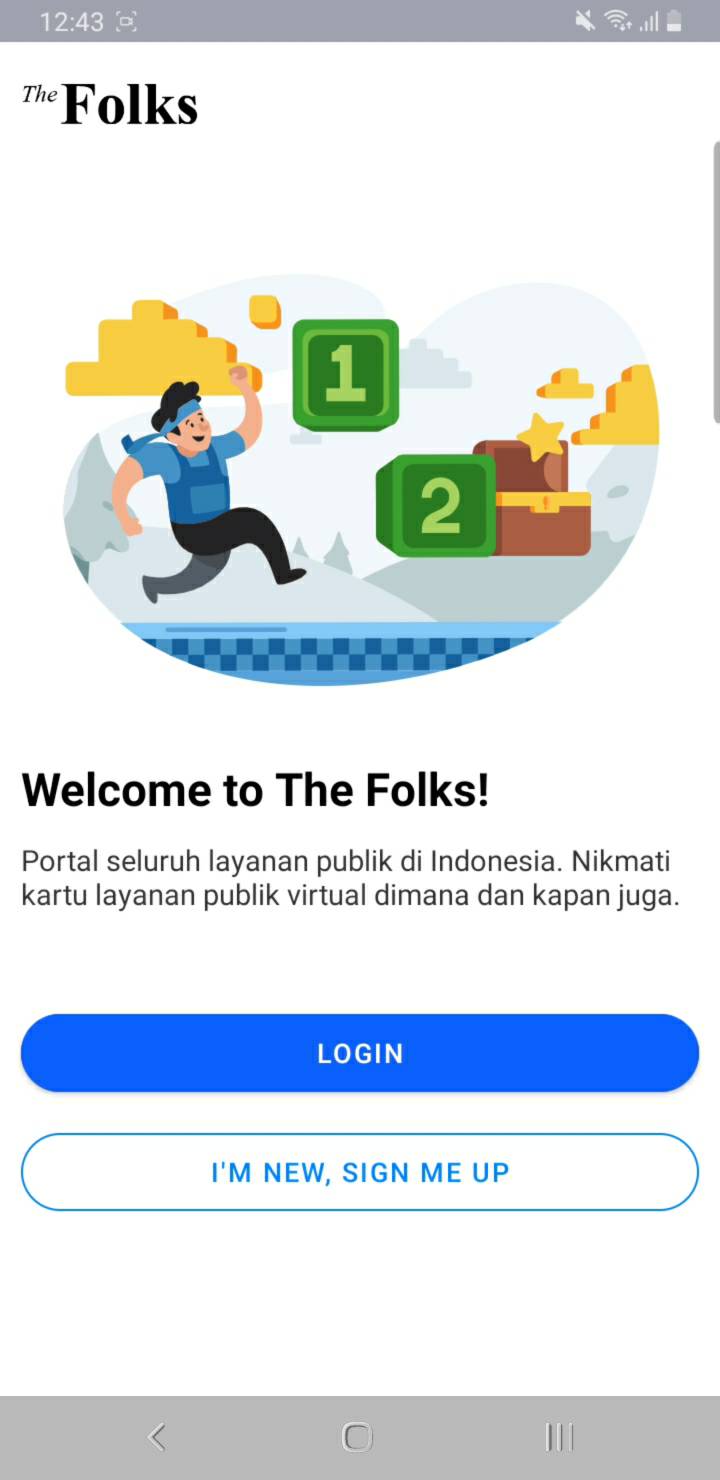 12:43
The Folks
1
2
Welcome to The Folks!
Portal seluruh layanan publik di Indonesia. Nikmati
kartu layanan publik virtual dimana dan kapan juga.
LOGIN
I'M NEW, SIGN ME UP